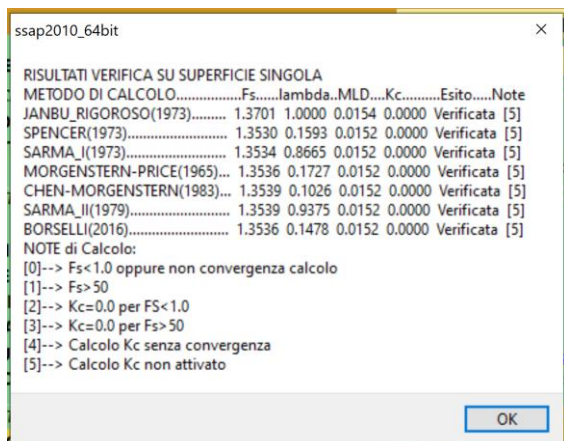 ssap2010_64bit
RISULTATI VERIFICA SU SUPERFICIE SINGOLA
METODO DI CALCOLO.................Fs......lambda..MLD....Kc.........Esito.....Note
JANBU_RIGOROSO(1973)......... 1.3701 1.0000 0.0154 0.0000 Verificata [5]
SPENCER(1973)......................... 1.3530 0.1593 0.0152 0.0000 Verificata [5]
SARMA_I(1973)......................... 1.3534 0.8665 0.0152 0.0000 Verificata [5]
MORGENSTERN-PRICE(1965)... 1.3536 0.1727 0.0152 0.0000 Verificata [5]
CHEN-MORGENSTERN(1983)... 1.3539 0.1026 0.0152 0.0000 Verificata [5]
SARMA_II(1979)......................... 1.3539 0.9375 0.0152 0.0000 Verificata [5]
BORSELLI(2016)......................... 1.3536 0.1478 0.0152 0.0000 Verificata [5]
NOTE di Calcolo:
[0]--> Fs<1.0 oppure non convergenza calcolo
[1]--> Fs>50
[2]--> Kc=0.0 per FS<1.0
[3]--> Kc=0.0 per Fs>50
[4]--> Calcolo Kc senza convergenza
[5]--> Calcolo Kc non attivato
OK